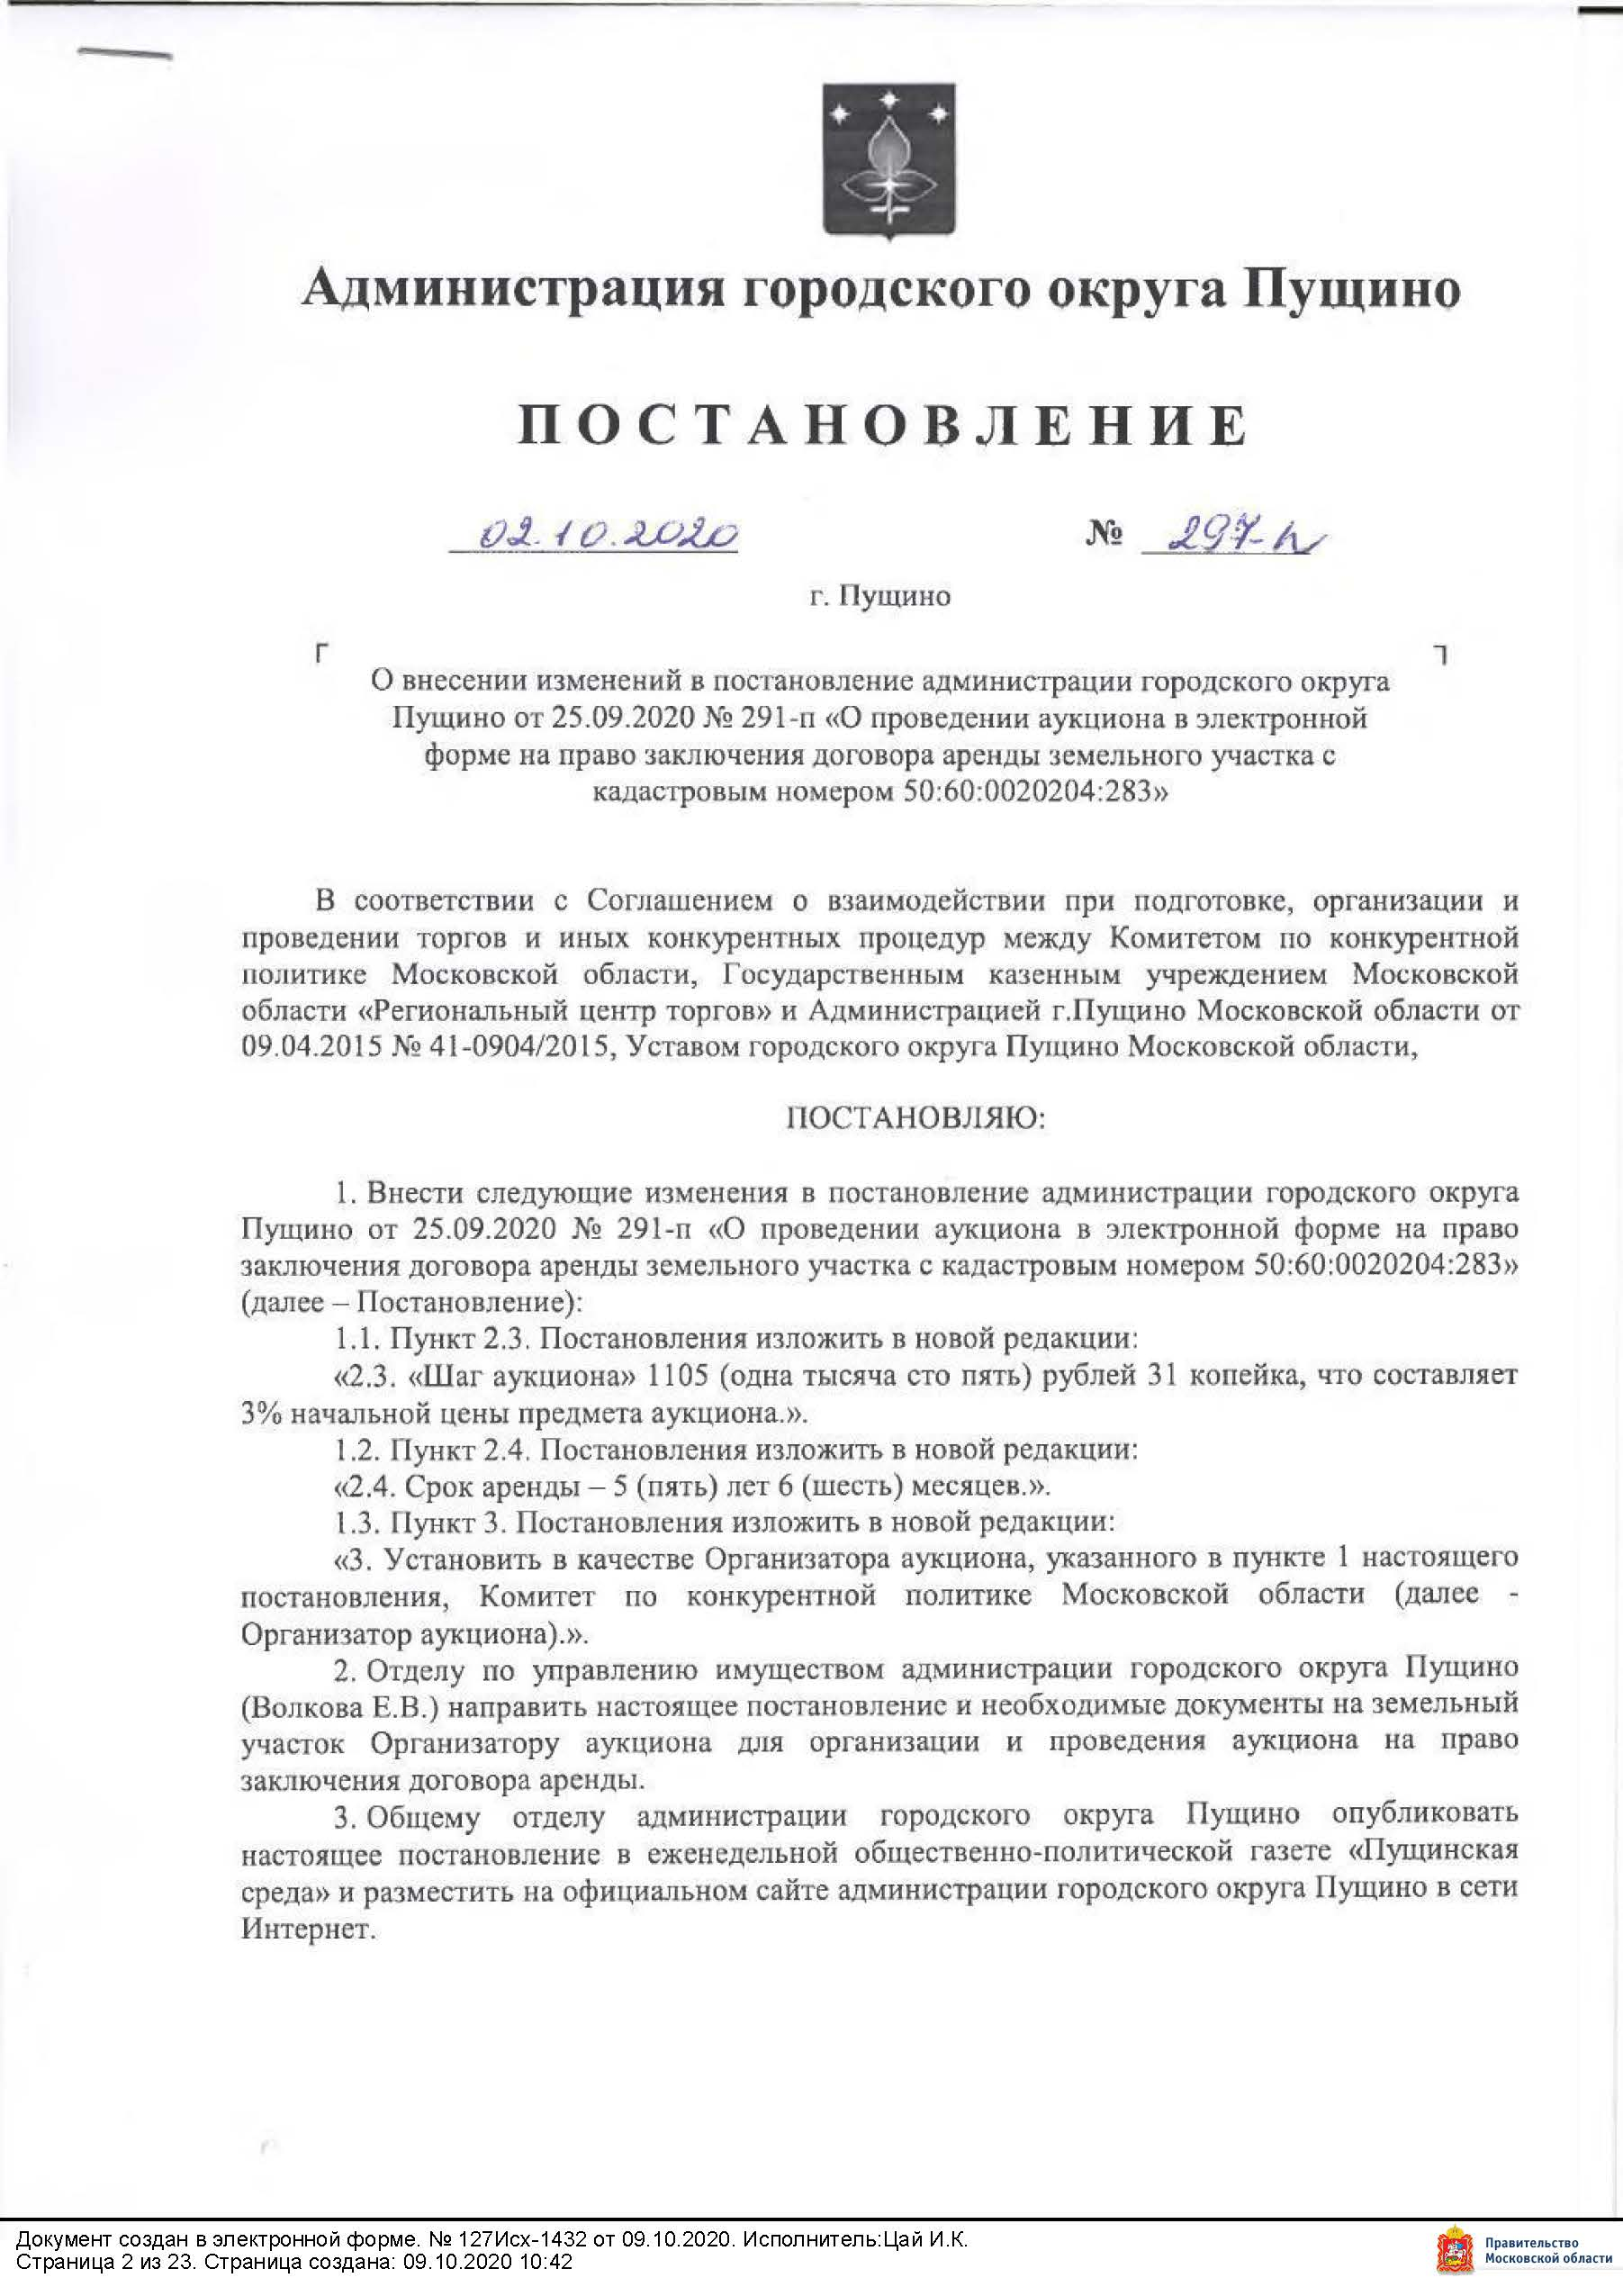 Администрация городского округа Пущино
ПОСТАНОВЛЕНИЕ
02.10.2020 № 297-п
г. Пущино
О внесении изменений в постановление администрации городского округа
Пущино от 25.09.2020 № 291-п «О проведении аукциона в электронной
форме на право заключения договора аренды земельного участка с
кадастровым номером 50:60:0020204:283»
В соответствии с Соглашением о взаимодействии при подготовке, организации и
проведении торгов и иных конкурентных процедур между Комитетом по конкурентной
политике Московской области, Государственным казенным учреждением Московской
области «Региональный центр торгов» и Администрацией г.Пущино Московской области от
09.04.2015 № 41-0904/2015, Уставом городского округа Пущино Московской области,
ПОСТАНОВЛЯЮ:
1. Внести следующие изменения в постановление администрации городского округа
Пущино от 25.09.2020 № 291-п «О проведении аукциона в электронной форме на право
заключения договора аренды земельного участка с кадастровым номером 50:60:0020204:283»
(далее – Постановление):
1.1. Пункт 2.3. Постановления изложить в новой редакции:
«2.3. «Шаг аукциона» 1105 (одна тысяча сто пять) рублей 31 копейка, что составляет
3% начальной цены предмета аукциона.».
1.2. Пункт 2.4. Постановления изложить в новой редакции:
«2.4. Срок аренды – 5 (пять) лет 6 (шесть) месяцев.».
1.3. Пункт 3. Постановления изложить в новой редакции:
«3. Установить в качестве Организатора аукциона, указанного в пункте 1 настоящего
постановления, Комитет по конкурентной политике Московской области (далее -
Организатор аукциона).».
2. Отделу по управлению имуществом администрации городского округа Пущино
(Волкова Е.В.) направить настоящее постановление и необходимые документы на земельный
участок Организатору аукциона для организации и проведения аукциона на право
заключения договора аренды.
3. Общему отделу администрации городского округа Пущино опубликовать
настоящее постановление в еженедельной общественно-политической газете «Пущинская
среда» и разместить на официальном сайте администрации городского округа Пущино в сети
Интернет.
Документ создан в электронной форме. № 127Исх-1432 от 09.10.2020. Исполнитель:Цай И.К.
Страница 2 из 23. Страница создана: 09.10.2020 10:42
Правительство
Московской области